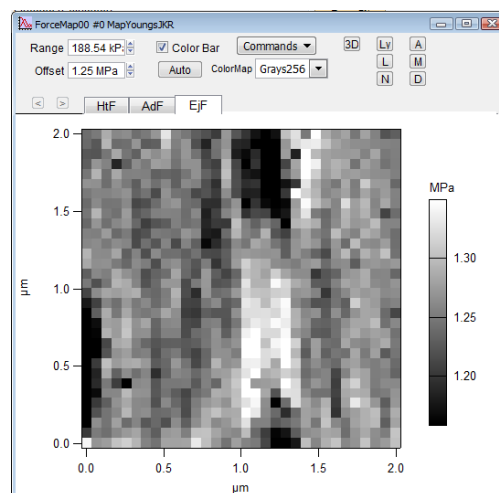 ForceMap00 #0 MapYoungsJKR
Range 188.54 kPa Color Bar Commands 3D Lγ A
Offset 1.25 MPa Auto ColorMap Grays256 L M
N D
< > HtF AdF EjF
2.0
1.5
1.0
0.5
0.0
µm
0.0 0.5 1.0 1.5 2.0
µm
MPa
1.30
1.25
1.20